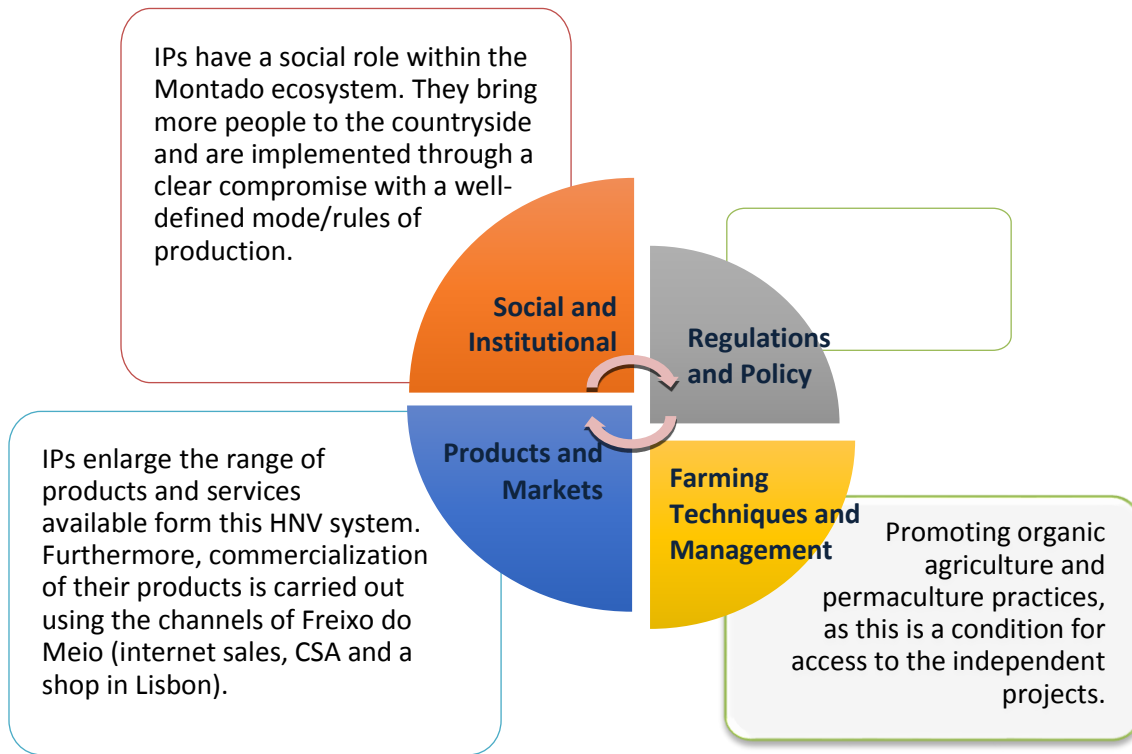 IPs have a social role within the
Montado ecosystem. They bring
more people to the countryside
and are implemented through a
clear compromise with a well-
defined mode/rules of
production.
Social and
Institutional
Regulations
and Policy
Products and
Markets
Farming
Techniques and
Management
IPs enlarge the range of
products and services
available form this HNV system.
Furthermore, commercialization
of their products is carried out
using the channels of Freixo do
Meio (internet sales, CSA and a
shop in Lisbon).
Promoting organic
agriculture and
permaculture practices,
as this is a condition for
access to the independent
projects.